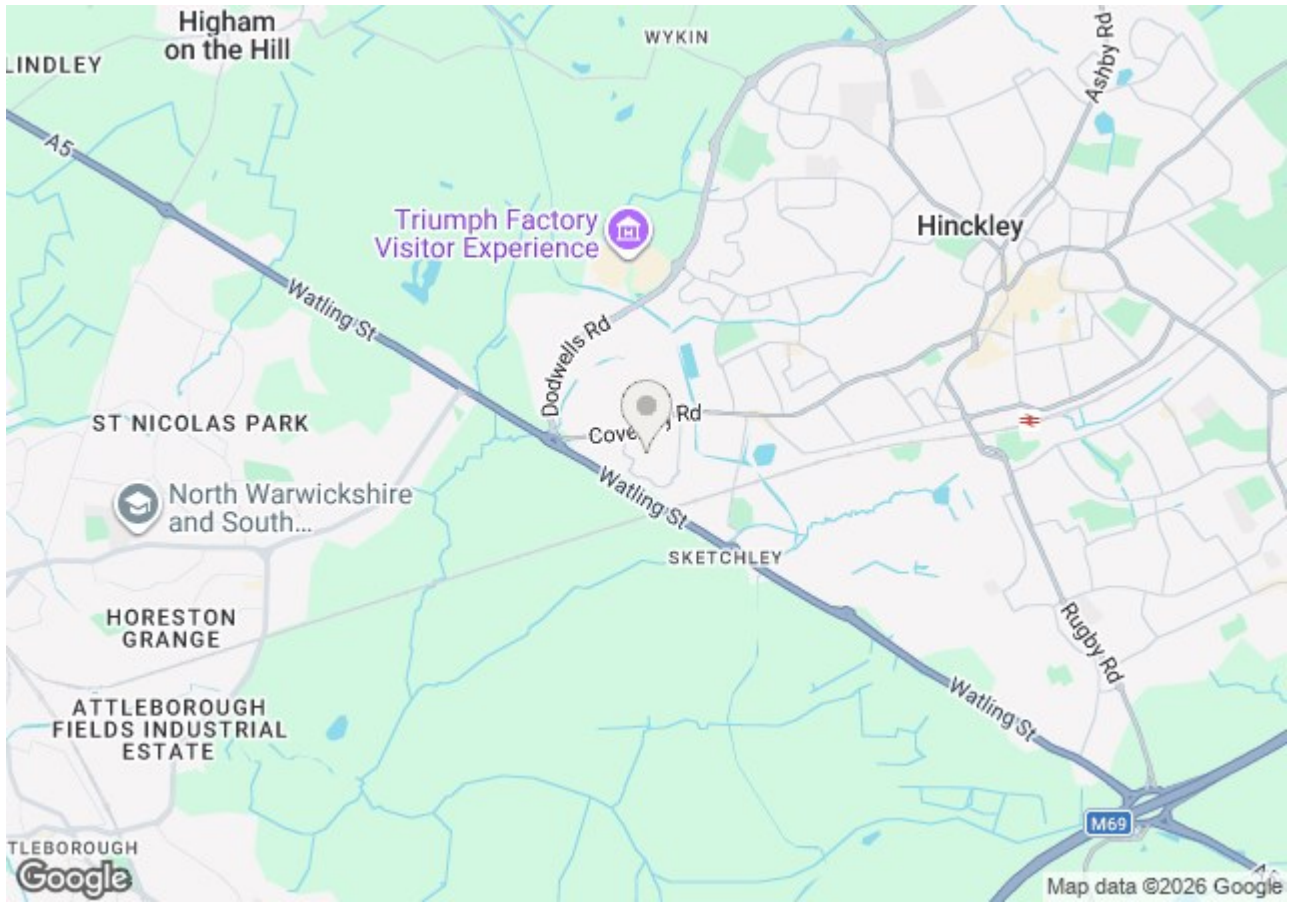 Higham
on the Hill
WYKIN
LINDLEY
Ashby Rd
A5
Triumph Factory
Visitor Experience
Hinckley
Watling St
Dodwells Rd
ST NICOLAS PARK
Rd
North Warwickshire
and South...
Watling St
SKETCHLEY
HORESTON
GRANGE
Rugby Rd
ATTLEBOROUGH
FIELDS INDUSTRIAL
ESTATE
Watling St
M69
TLEBOROUGH
Google
Map data ©2026 Google